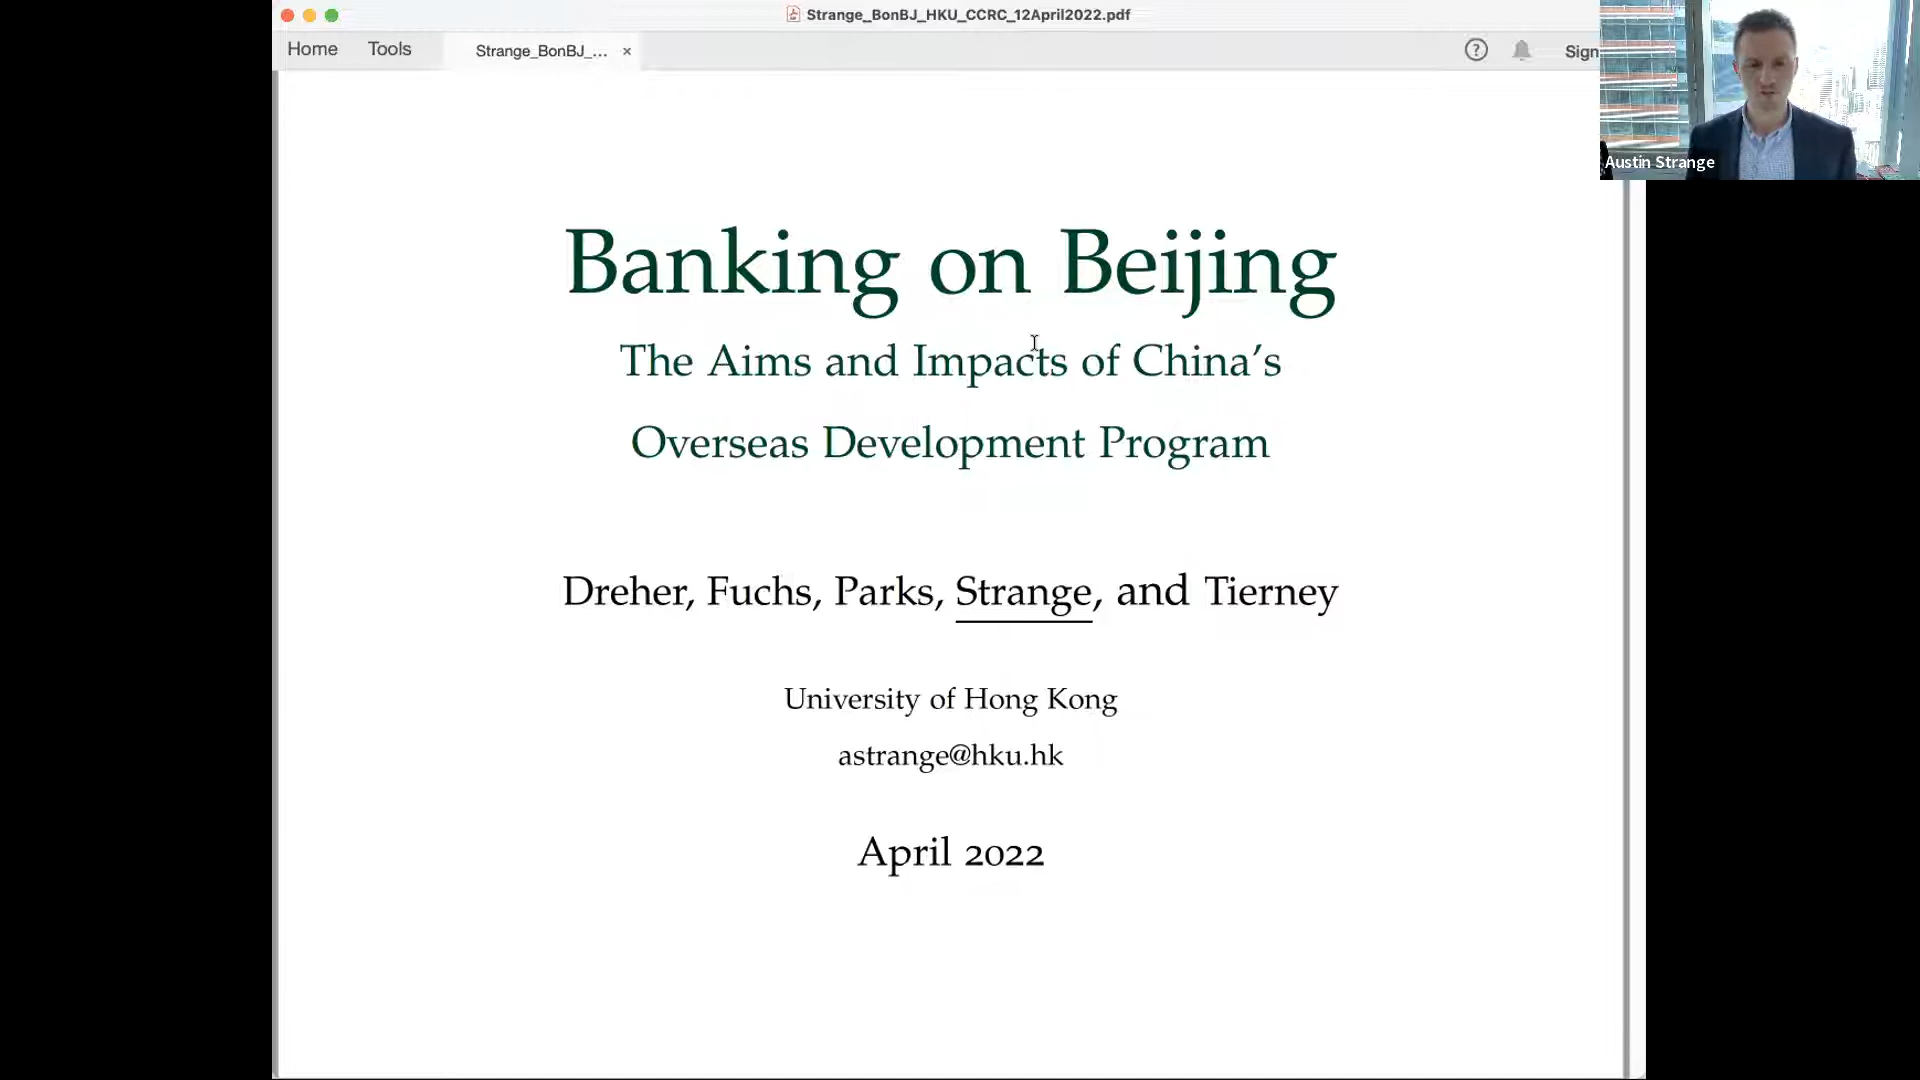 Strange_BonBJ_HKU_CCRC_12April2022.pdf
Home Tools Strange_BonBJ_... × ? Sign
Austin Strange
Banking on Beijing
The Aims and Impacts of China's
Overseas Development Program
Dreher, Fuchs, Parks, Strange, and Tierney
University of Hong Kong
astrange@hku.hk
April 2022